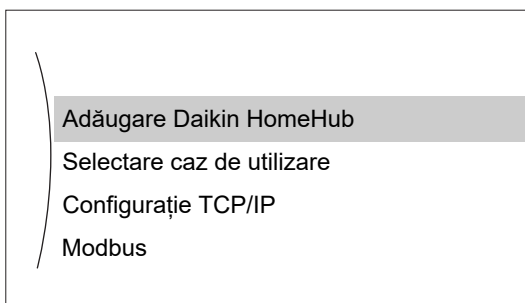 Adăugare Daikin HomeHub
Selectare caz de utilizare
Configurație TCP/IP
Modbus